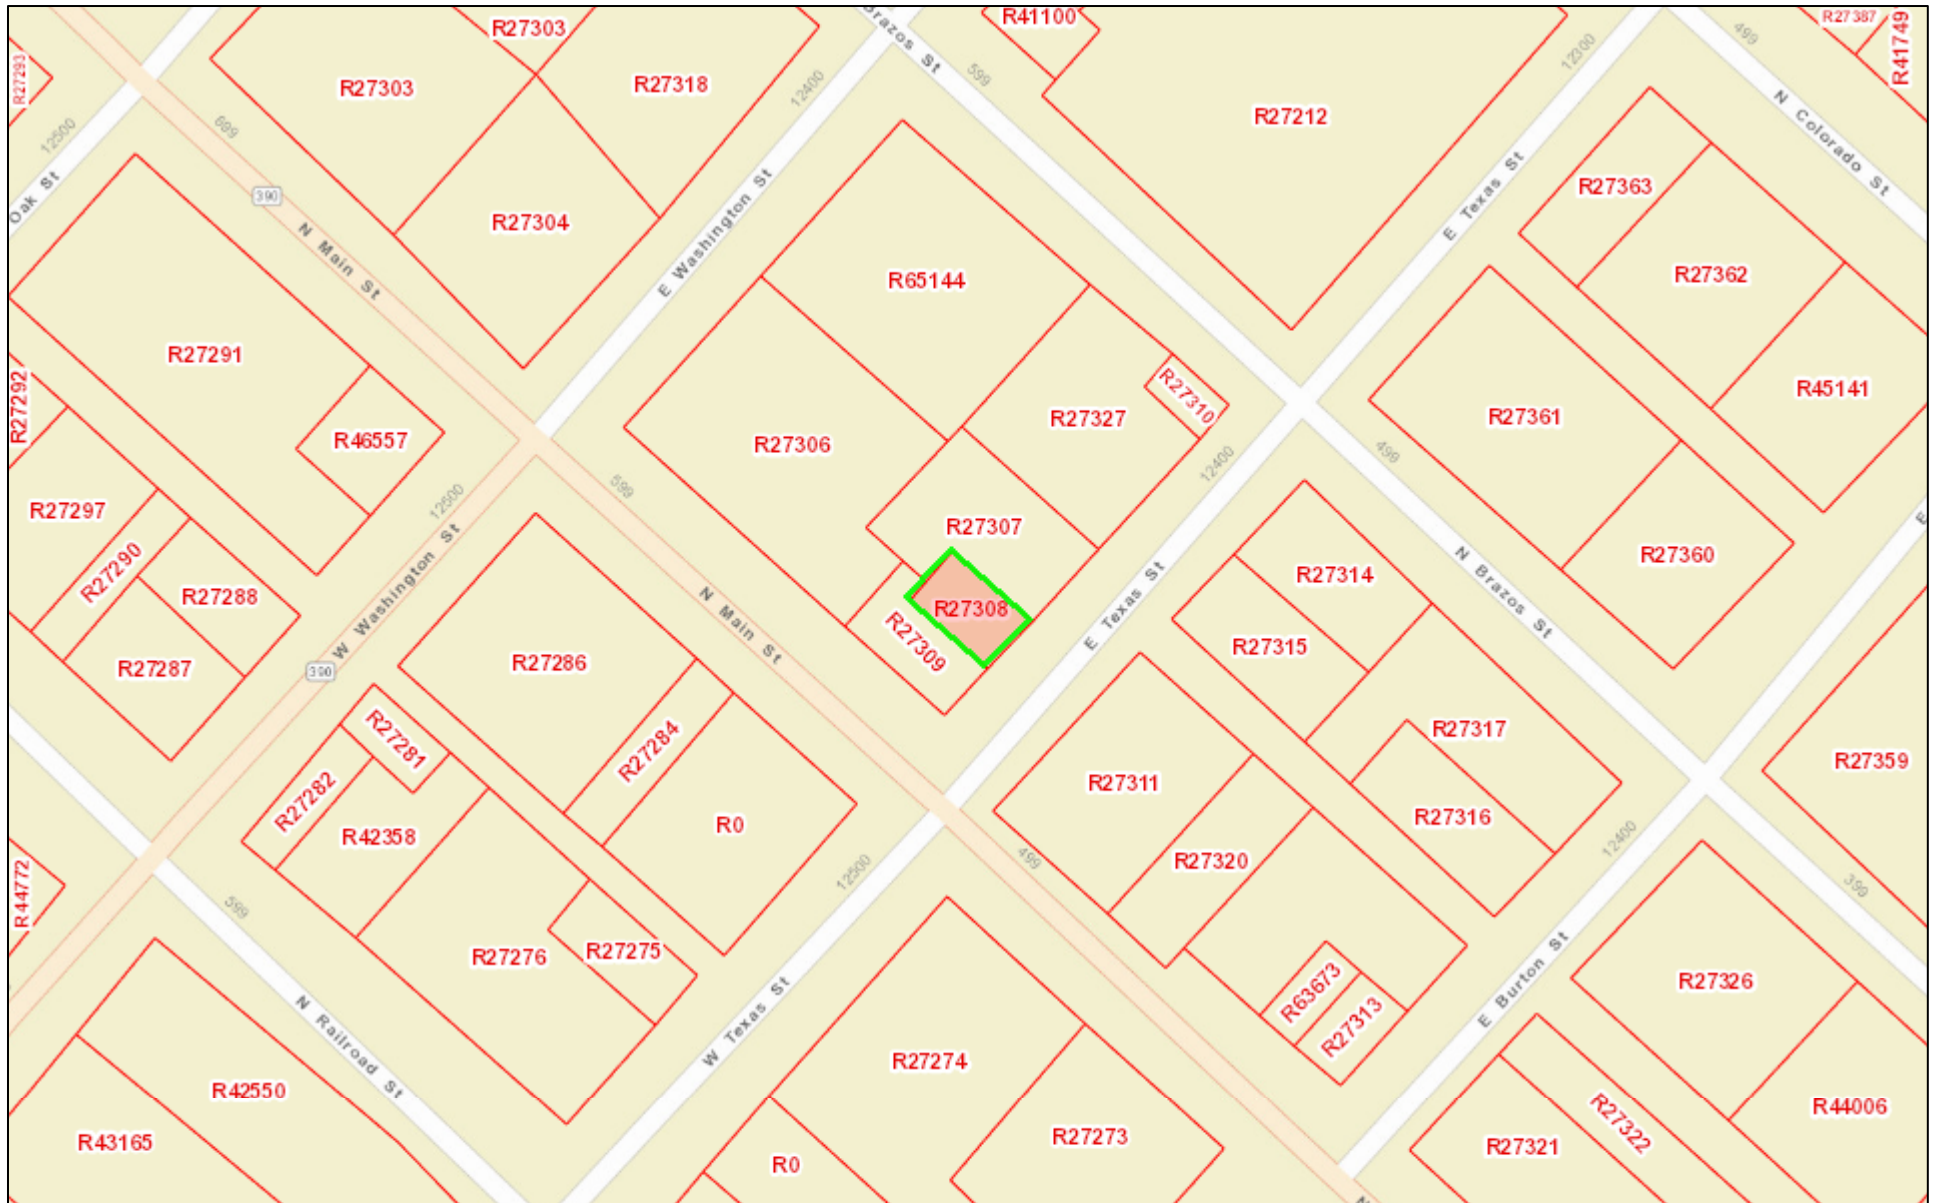 R27303
R41100
R27387
R41749
Brazos St
499
R27293
R27303
R27318
12400
599
12300
R27212
N Colorado St
12500
699
Oak St
390
N Main St
R27304
E Washington St
E Texas St
R27363
R27362
R65144
R27291
R27292
R46557
R27306
R27327
R27310
R27361
R45141
12400
499
12500
599
R27297
R27290
R27288
R27287
W Washington St
390
R27307
R27308
R27309
E Texas St
R27314
R27315
N Brazos St
R27360
E
N Main St
R27286
R27284
R27281
R27282
R42358
R0
R27311
R27317
R27316
R27359
12400
R27320
499
12500
399
R44772
599
R27276
R27275
R63673
R27313
E Burton St
R27326
N Railroad St
W Texas St
R27274
R42550
R43165
R27273
R0
R27321
R27322
R44006
N